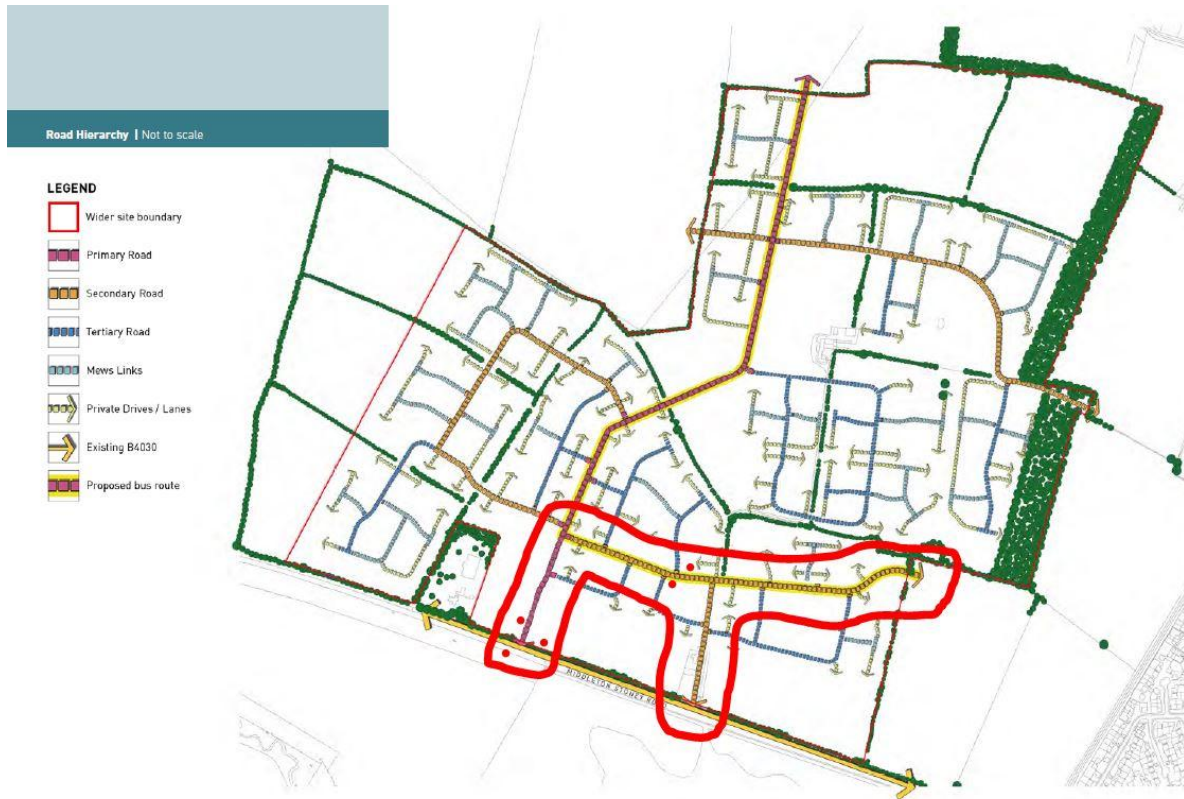 Road Hierarchy | Not to scale
LEGEND
Wider site boundary
Primary Road
Secondary Road
Tertiary Road
Mews Links
Private Drives / Lanes
Existing B4030
Proposed bus route
MIDDLETON STONEY